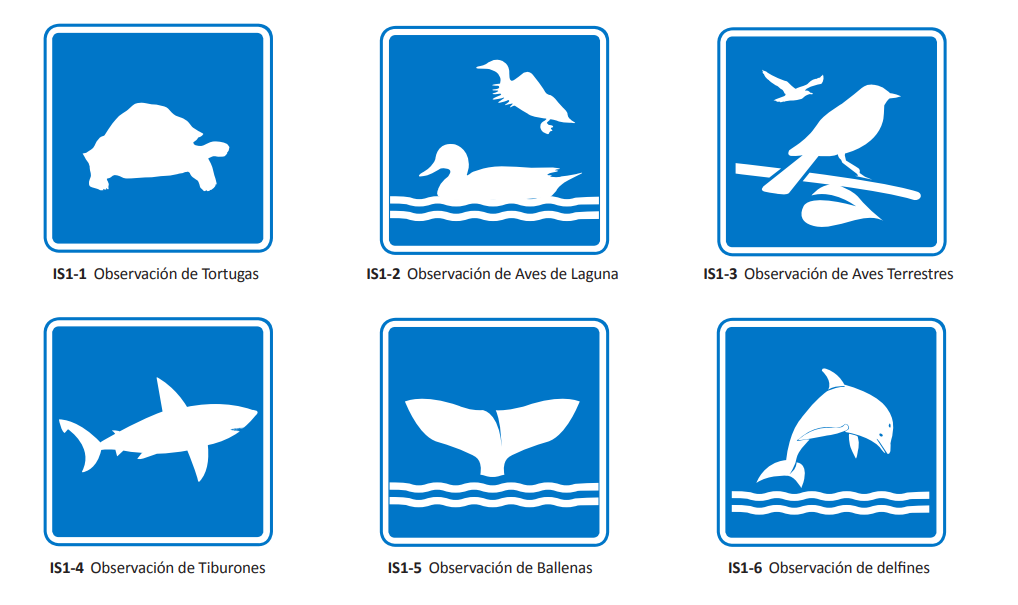 IS1-1 Observación de Tortugas
IS1-2 Observación de Aves de Laguna
IS1-3 Observación de Aves Terrestres
IS1-4 Observación de Tiburones
IS1-5 Observación de Ballenas
IS1-6 Observación de delfines